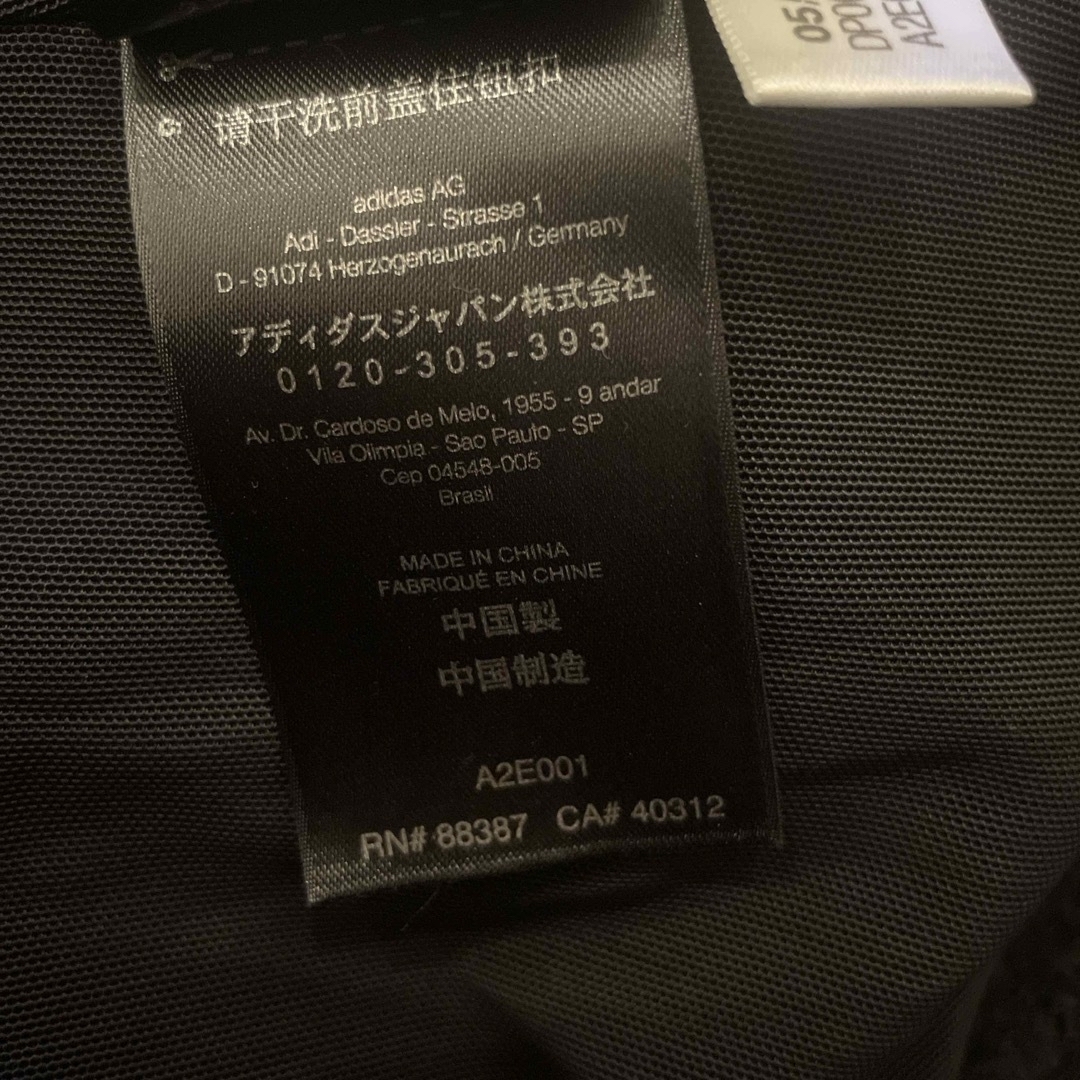 05/
DP0
A2E
请干洗前盖住钮扣
adidas AG
Adi - Dassler - Strasse 1
D - 91074 Herzogenaurach / Germany
アディダスジャパン株式会社
0120-305-393
Av. Dr. Cardoso de Melo, 1955 - 9 andar
Vila Olimpia - Sao Paulo - SP
Cep 04548-005
Brasil
MADE IN CHINA
FABRIQUÉ EN CHINE
中国製
中国制造
A2E001
RN# 88387 CA# 40312